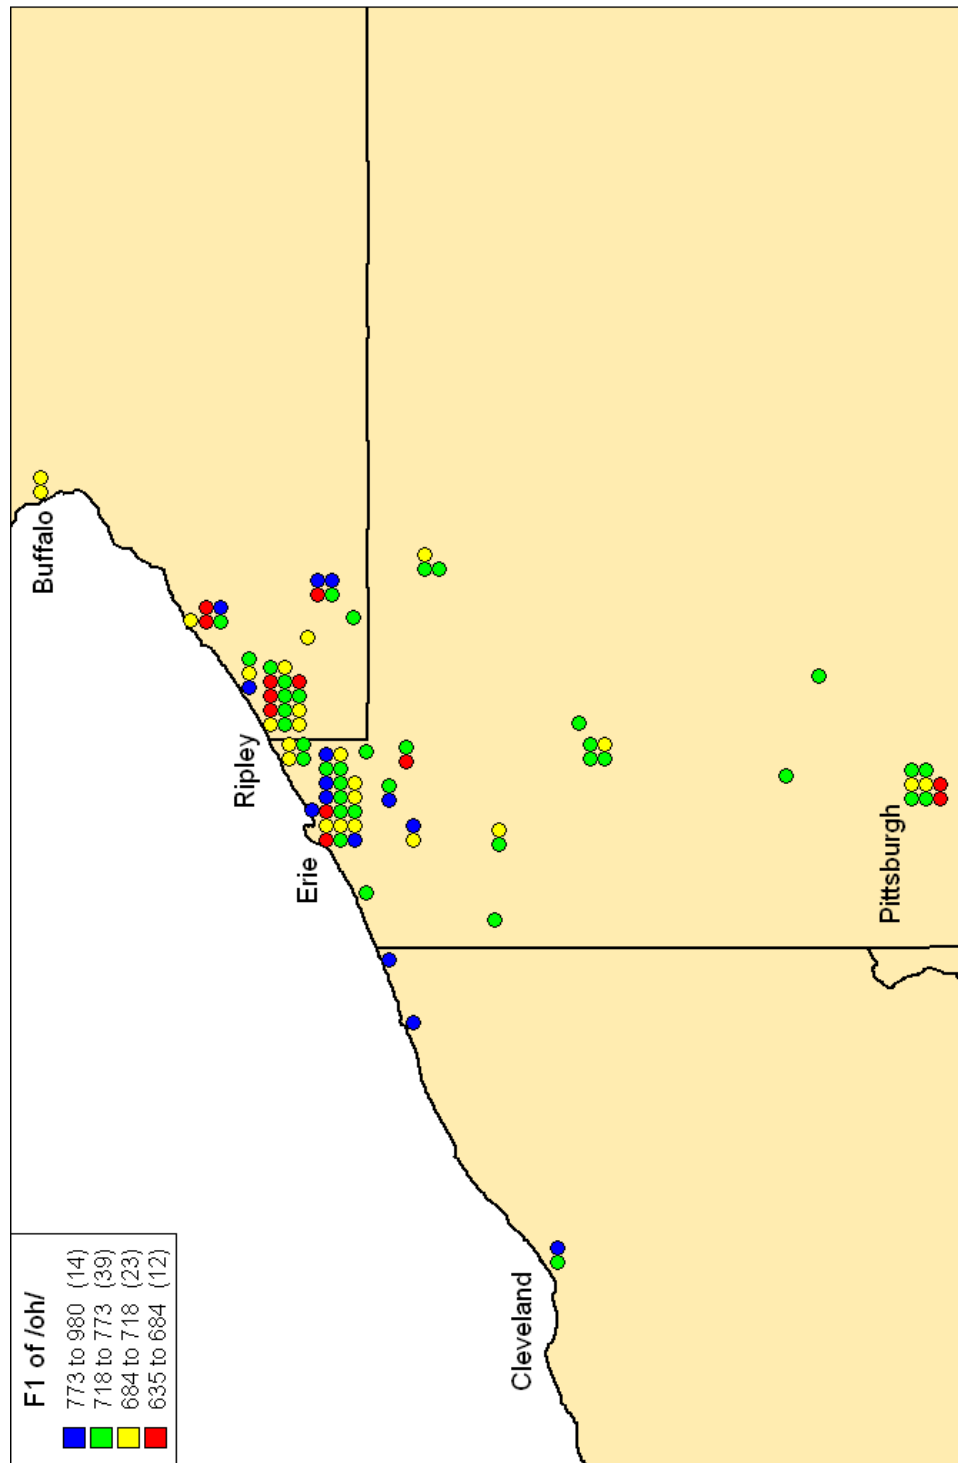 F1 of /oh/
773 to 980 (14)
718 to 773 (39)
684 to 718 (23)
635 to 684 (12)
Buffalo
Ripley
Erie
Cleveland
Pittsburgh